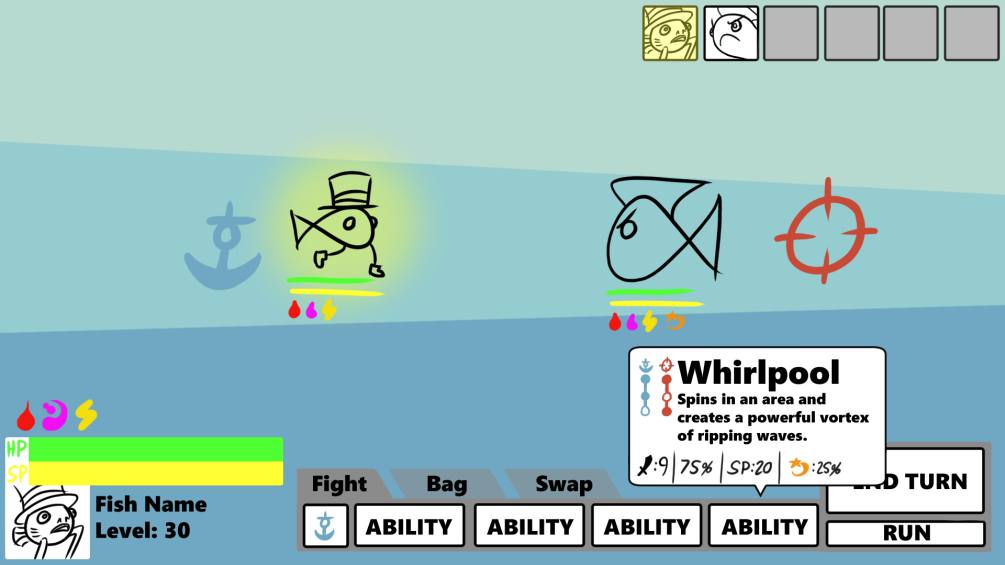 Whirlpool
Spins in an area and
creates a powerful vortex
of ripping waves.
:9 75% SP:20 :25%
HP
SP
Fish Name
Level: 30
Fight Bag Swap
ABILITY ABILITY ABILITY ABILITY
END TURN
RUN